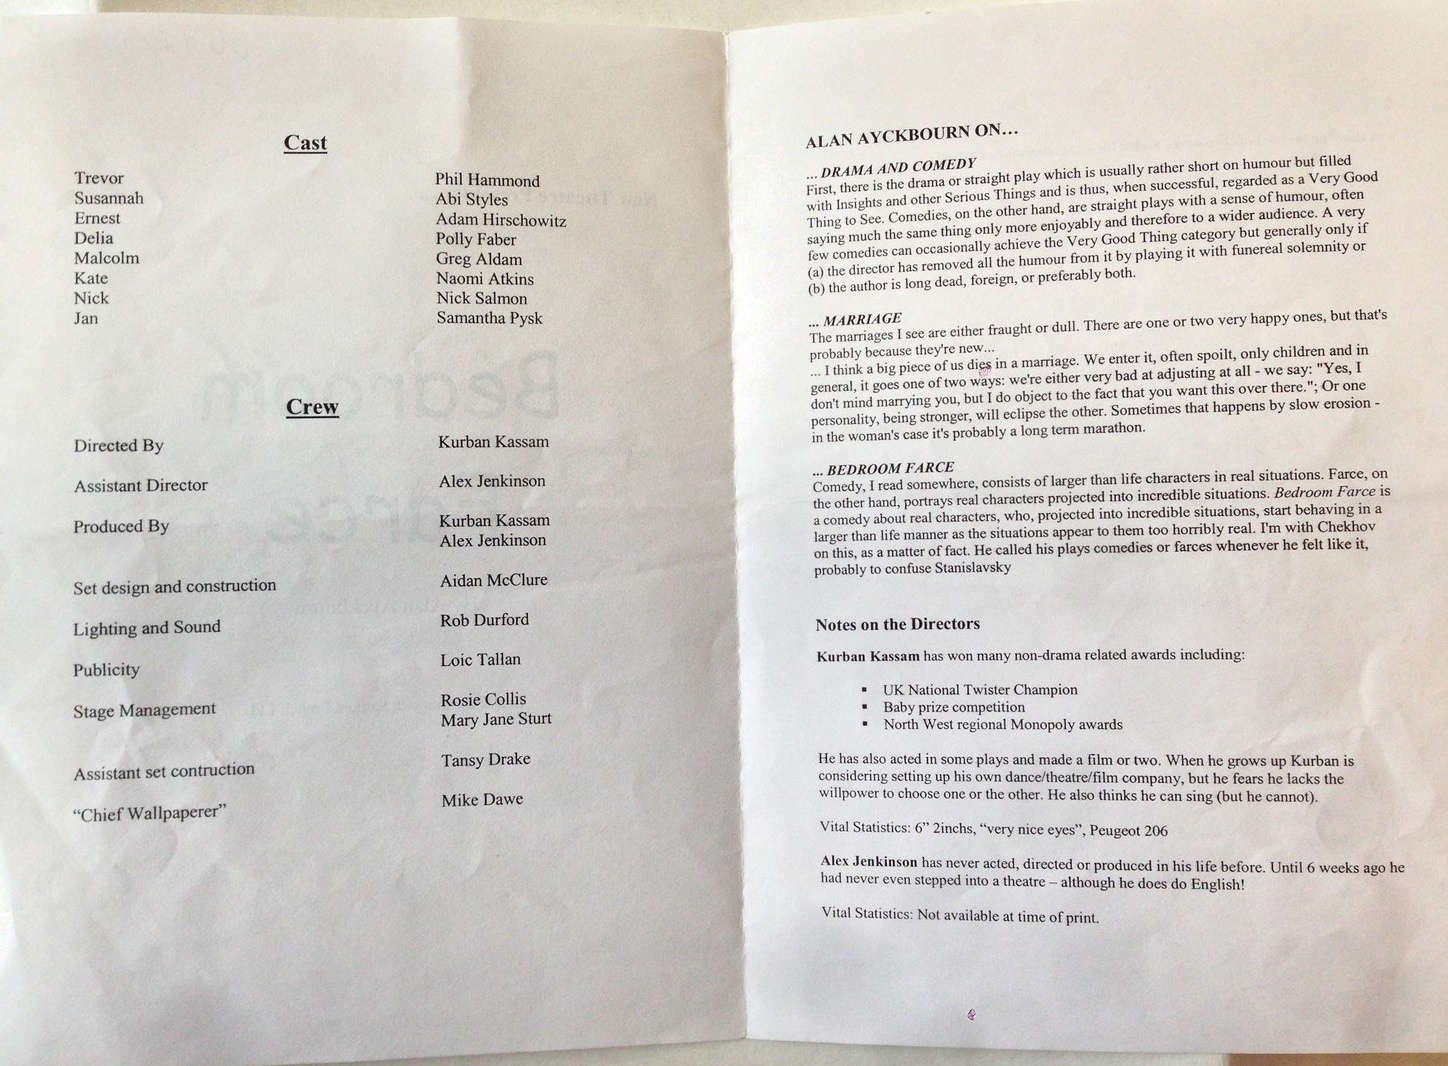 Cast
Trevor Phil Hammond
Susannah Abi Styles
Ernest Adam Hirschowitz
Delia Polly Faber
Malcolm Greg Aldam
Kate Naomi Atkins
Nick Nick Salmon
Jan Samantha Pysk
Crew
Directed By Kurban Kassam
Assistant Director Alex Jenkinson
Produced By Kurban Kassam
Alex Jenkinson
Set design and construction Aidan McClure
Lighting and Sound Rob Durford
Publicity Loic Tallan
Stage Management Rosie Collis
Mary Jane Sturt
Assistant set contruction Tansy Drake
“Chief Wallpaperer” Mike Dawe
ALAN AYCKBOURN ON…
... DRAMA AND COMEDY
First, there is the drama or straight play which is usually rather short on humour but filled
with Insights and other Serious Things and is thus, when successful, regarded as a Very Good
Thing to See. Comedies, on the other hand, are straight plays with a sense of humour, often
saying much the same thing only more enjoyably and therefore to a wider audience. A very
few comedies can occasionally achieve the Very Good Thing category but generally only if
(a) the director has removed all the humour from it by playing it with funereal solemnity or
(b) the author is long dead, foreign, or preferably both.
... MARRIAGE
The marriages I see are either fraught or dull. There are one or two very happy ones, but that's
probably because they're new...
... I think a big piece of us dies in a marriage. We enter it, often spoilt, only children and in
general, it goes one of two ways: we're either very bad at adjusting at all - we say: "Yes, I
don't mind marrying you, but I do object to the fact that you want this over there."; Or one
personality, being stronger, will eclipse the other. Sometimes that happens by slow erosion -
in the woman's case it's probably a long term marathon.
... BEDROOM FARCE
Comedy, I read somewhere, consists of larger than life characters in real situations. Farce, on
the other hand, portrays real characters projected into incredible situations. Bedroom Farce is
a comedy about real characters, who, projected into incredible situations, start behaving in a
larger than life manner as the situations appear to them too horribly real. I'm with Chekhov
on this, as a matter of fact. He called his plays comedies or farces whenever he felt like it,
probably to confuse Stanislavsky
Notes on the Directors
Kurban Kassam has won many non-drama related awards including:
▪ UK National Twister Champion
▪ Baby prize competition
▪ North West regional Monopoly awards
He has also acted in some plays and made a film or two. When he grows up Kurban is
considering setting up his own dance/theatre/film company, but he fears he lacks the
willpower to choose one or the other. He also thinks he can sing (but he cannot).
Vital Statistics: 6” 2inchs, “very nice eyes”, Peugeot 206
Alex Jenkinson has never acted, directed or produced in his life before. Until 6 weeks ago he
had never even stepped into a theatre – although he does do English!
Vital Statistics: Not available at time of print.